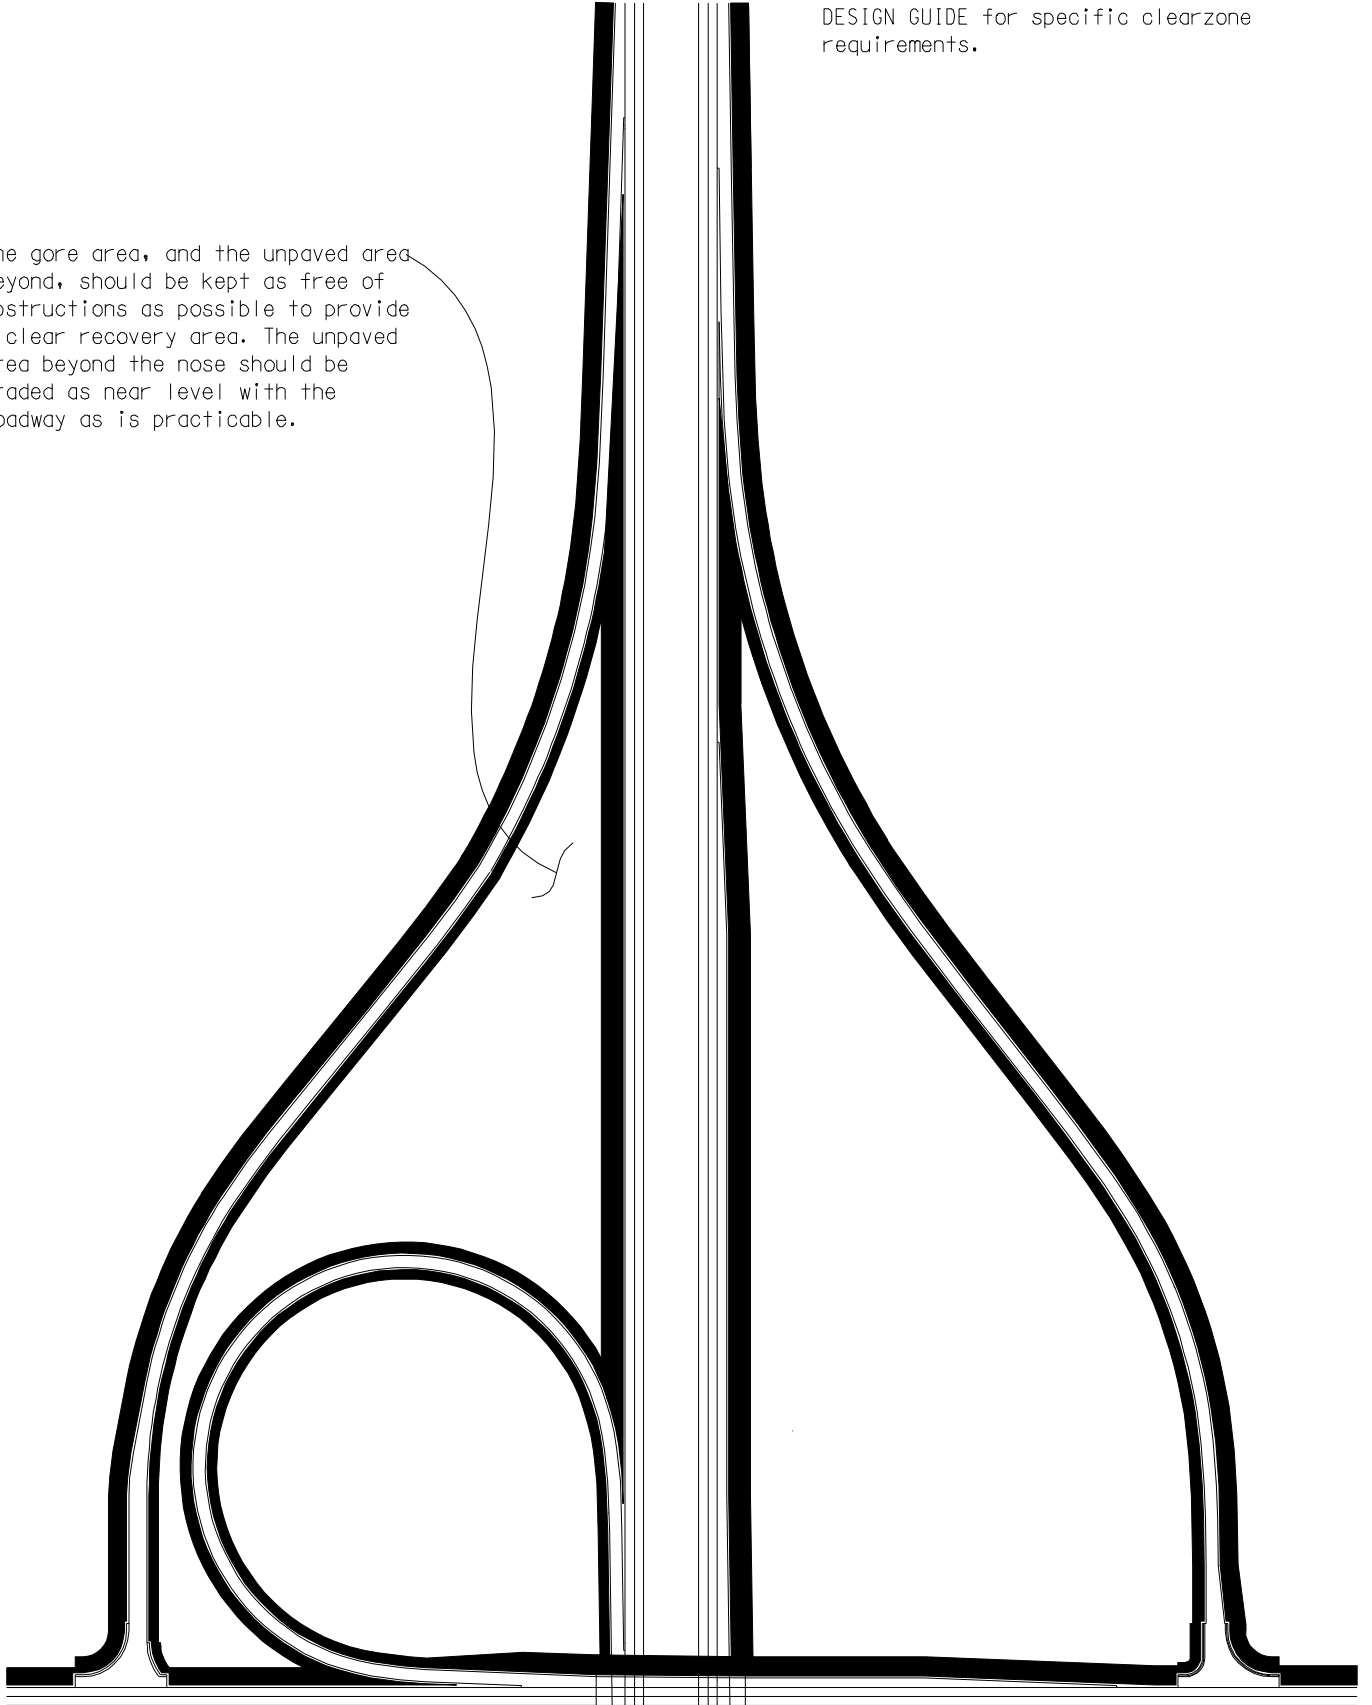 DESIGN GUIDE for specific clearzone
requirements.
he gore area, and the unpaved area
eyond, should be kept as free of
bstructions as possible to provide
clear recovery area. The unpaved
rea beyond the nose should be
raded as near level with the
oadway as is practicable.